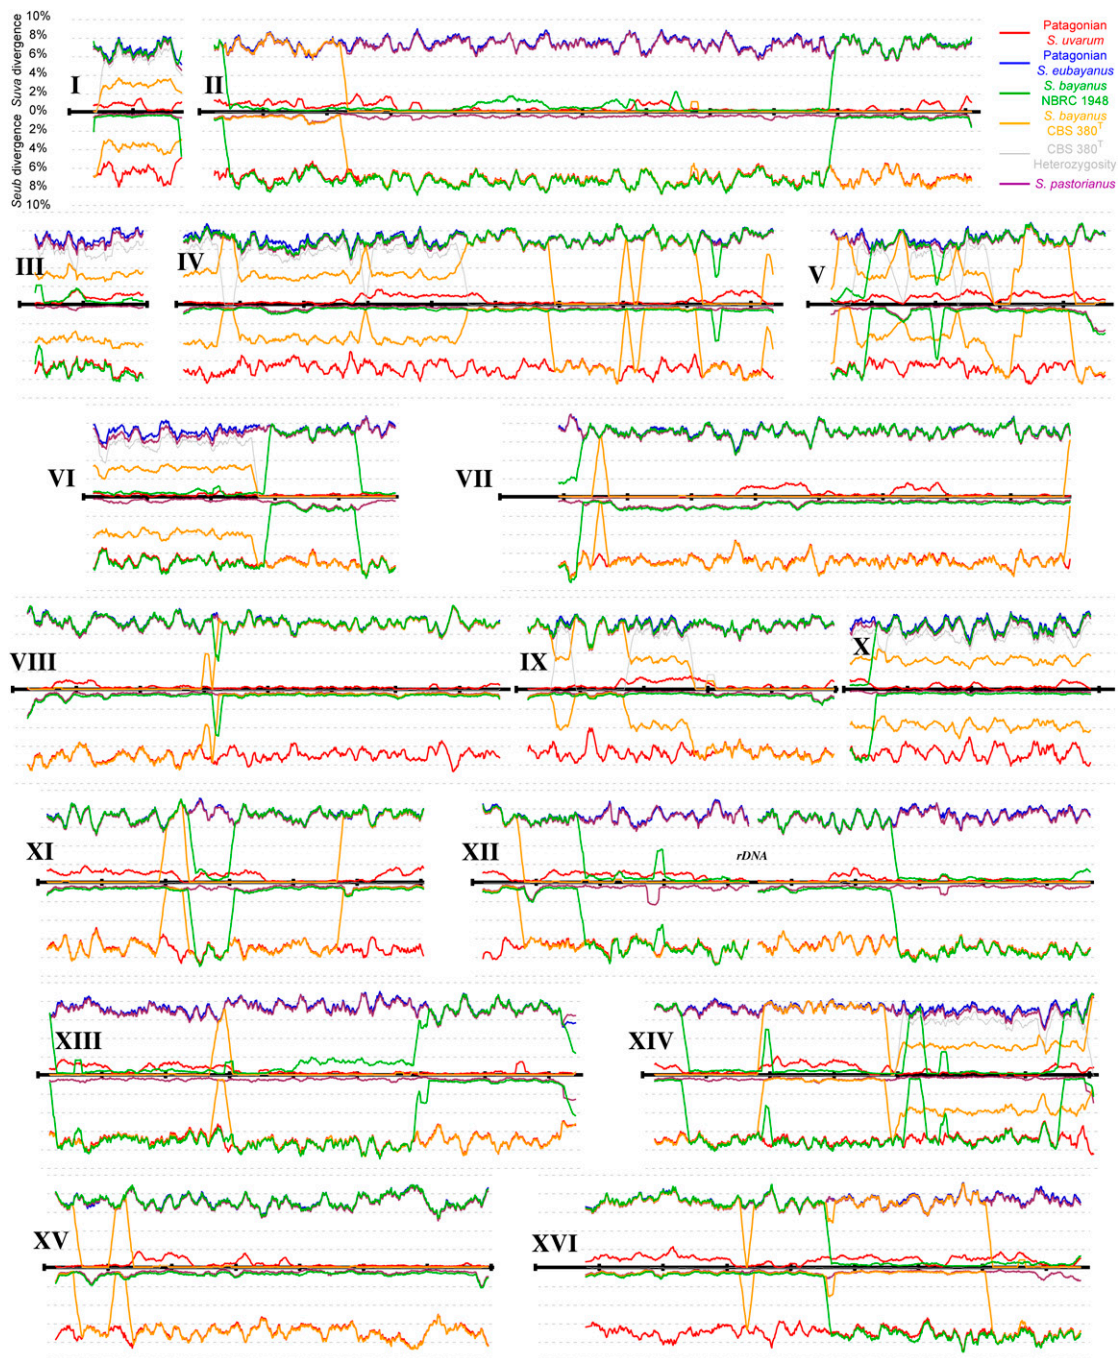 10%
8%
6%
4%
2%
0%
2%
4%
6%
8%
10%
Suva divergence
Seub divergence
Patagonian
S. uvarum
Patagonian
S. eubayanus
S. bayanus
NBRC 1948
S. bayanus
CBS 380T
CBS 380T
Heterozygosity
S. pastorianus
I
II
III
IV
V
VI
VII
VIII
IX
X
XI
XII
rDNA
XIII
XIV
XV
XVI